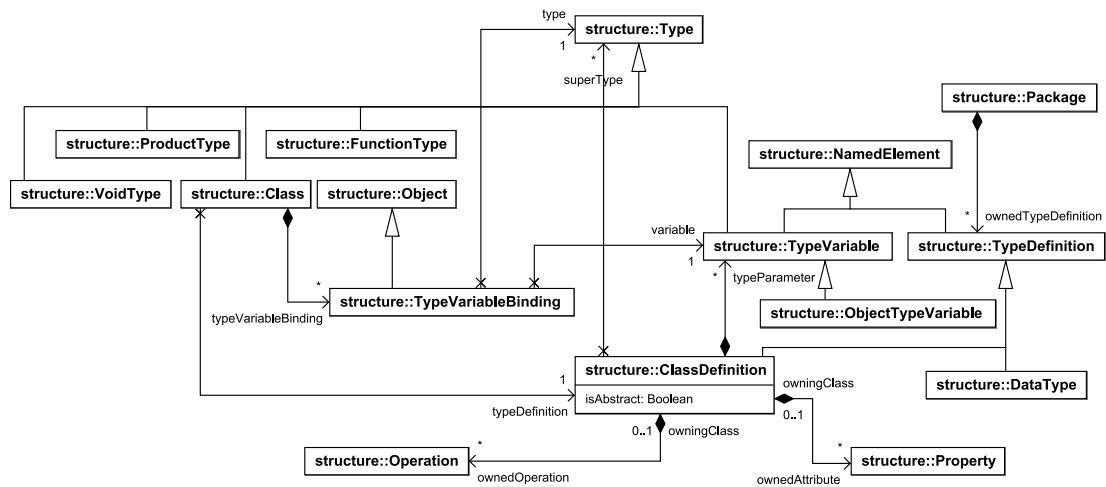 type
structure::Type
1
*
superType
structure::Package
structure::ProductType
structure::FunctionType
structure::NamedElement
structure::VoidType
structure::Class
structure::Object
* ownedTypeDefinition
variable
structure::TypeVariable
structure::TypeDefinition
1
* typeParameter
*
structure::TypeVariableBinding
typeVariableBinding
structure::ObjectTypeVariable
structure::ClassDefinition
owningClass
structure::DataType
1
isAbstract: Boolean
typeDefinition
0..1
0..1 owningClass
*
structure::Operation
*
structure::Property
ownedOperation
ownedAttribute